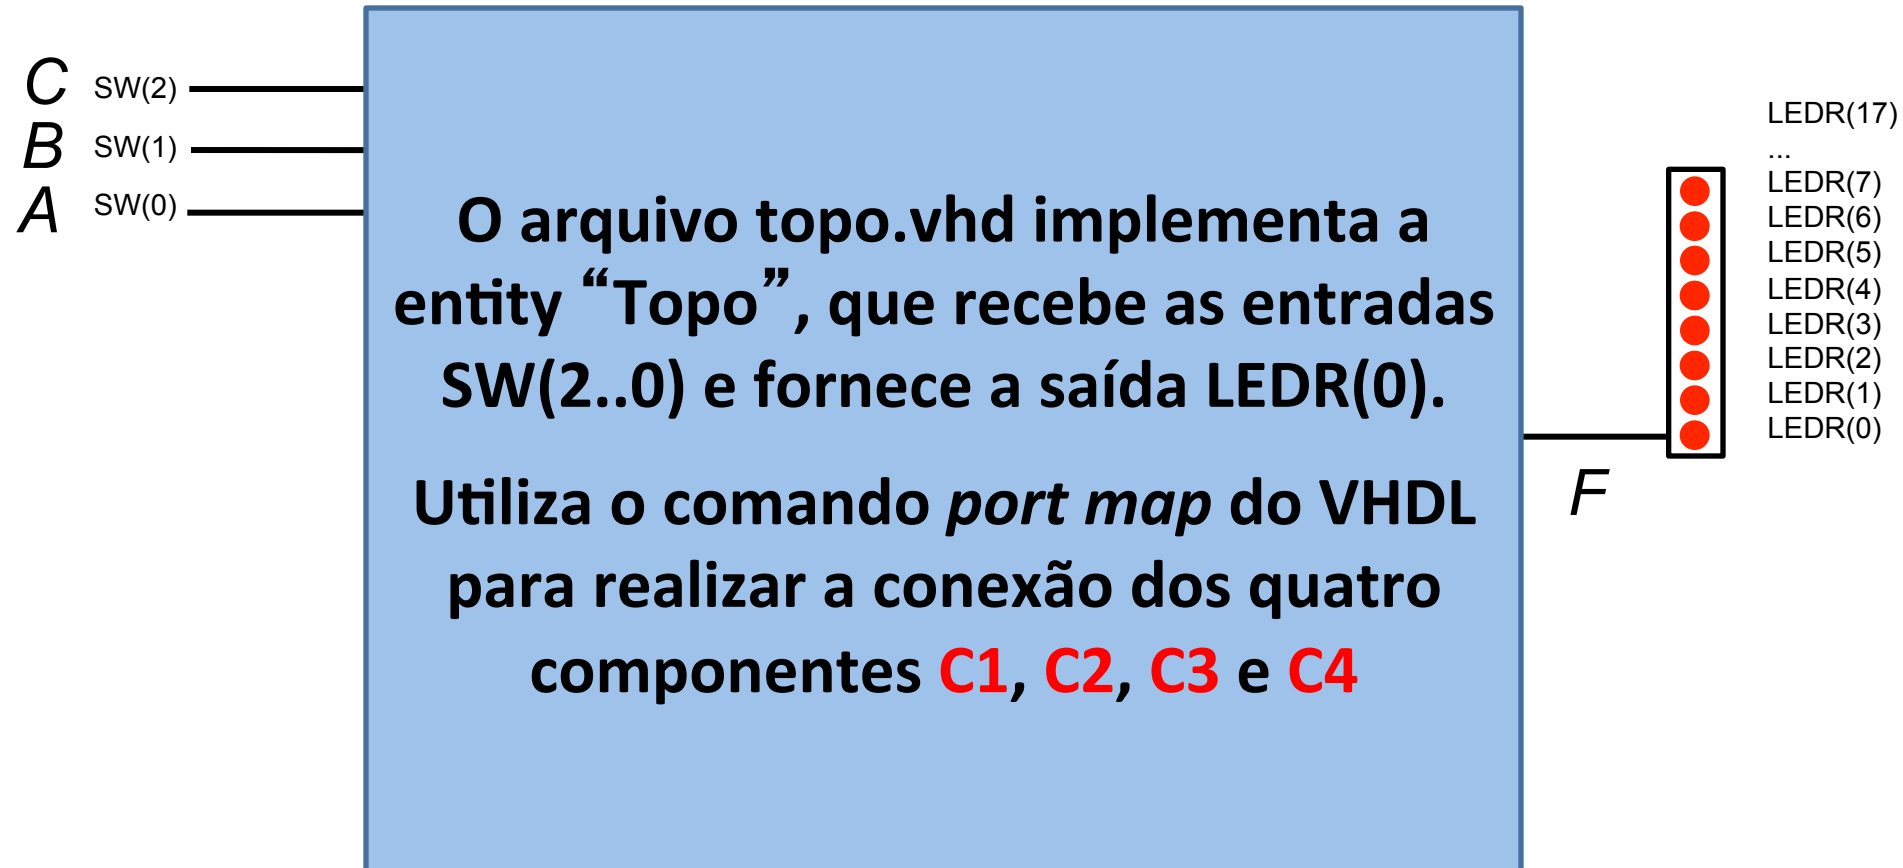 C SW(2)
B SW(1)
A SW(0)
O arquivo topo.vhd implementa a
entity “Topo”, que recebe as entradas
SW(2..0) e fornece a saída LEDR(0).
Utiliza o comando port map do VHDL
para realizar a conexão dos quatro
componentes C1, C2, C3 e C4
LEDR(17)
...
LEDR(7)
LEDR(6)
LEDR(5)
LEDR(4)
LEDR(3)
LEDR(2)
LEDR(1)
LEDR(0)
F